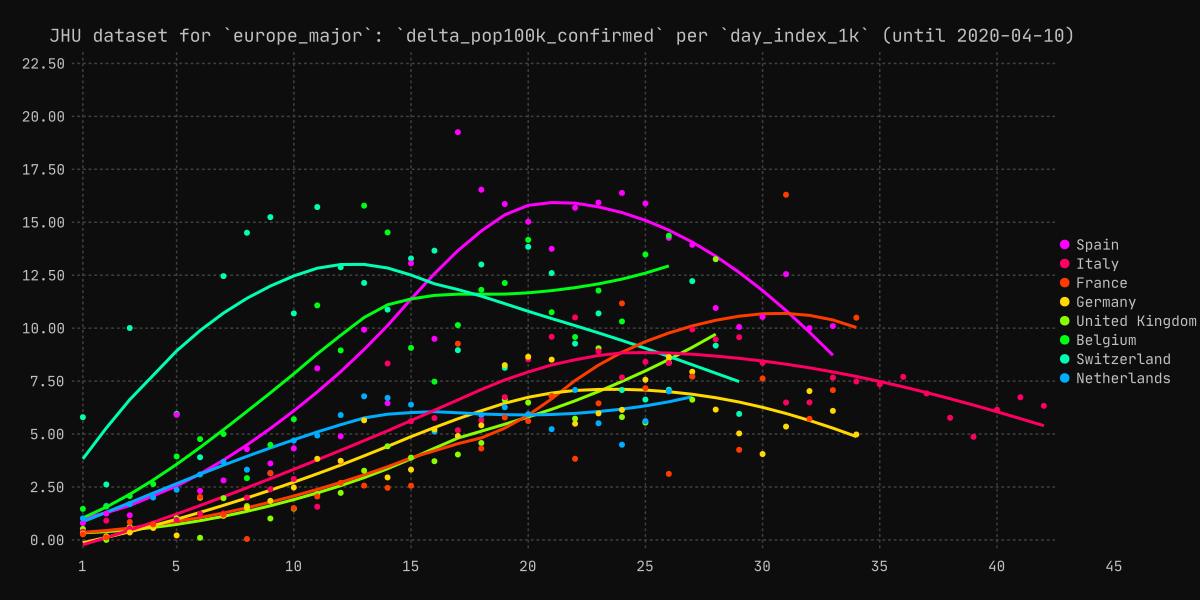 JHU dataset for `europe_major`: `delta_pop100k_confirmed` per `day_index_1k` (until 2020-04-10)
22.50
20.00
17.50
15.00
12.50
10.00
7.50
5.00
2.50
0.00
1 5 10 15 20 25 30 35 40 45
Spain
Italy
France
Germany
United Kingdom
Belgium
Switzerland
Netherlands